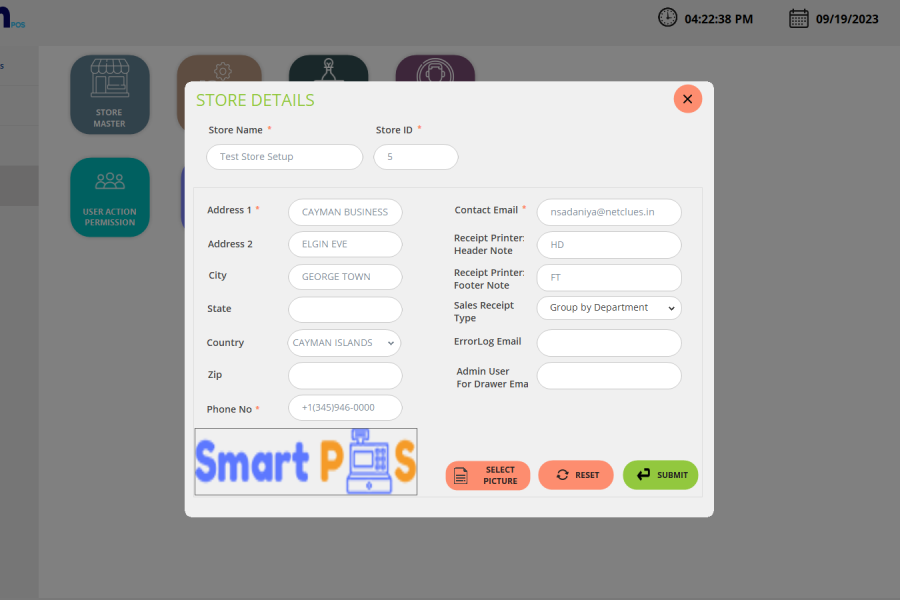 POS
04:22:38 PM
09/19/2023
s
STORE
MASTER
USER ACTION
PERMISSION
STORE DETAILS
Store Name *
Store ID *
Test Store Setup
5
Address 1 *
CAYMAN BUSINESS
Address 2
ELGIN EVE
City
GEORGE TOWN
State
Country
CAYMAN ISLANDS
Zip
Phone No *
+1(345)946-0000
Contact Email *
nsadaniya@netclues.in
Receipt Printer:
Header Note
HD
Receipt Printer:
Footer Note
FT
Sales Receipt
Type
Group by Department
ErrorLog Email
Admin User
For Drawer Ema
Smart P S
SELECT
PICTURE
RESET
SUBMIT